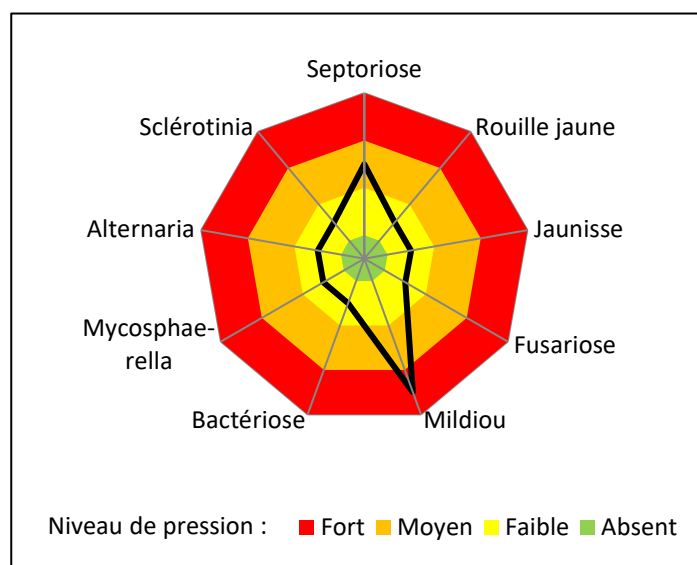 Septoriose
Sclérotinia
Rouille jaune
Alternaria
Jaunisse
Mycosphae-
rella
Fusariose
Bactériose
Mildiou
Niveau de pression : Fort Moyen Faible Absent